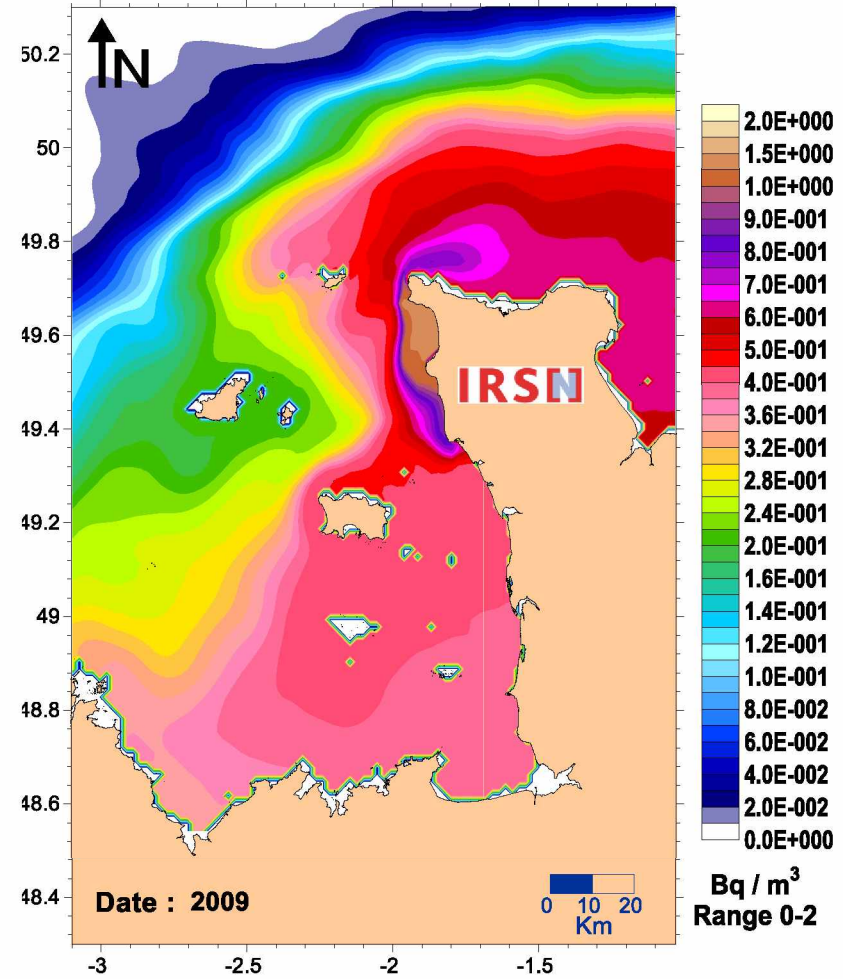 N
50.2
50
49.8
49.6
49.4
49.2
49
48.8
48.6
48.4
-3
-2.5
-2
-1.5
IRSN
Date : 2009
0 10 20
Km
2.0E+000
1.5E+000
1.0E+000
9.0E-001
8.0E-001
7.0E-001
6.0E-001
5.0E-001
4.0E-001
3.6E-001
3.2E-001
2.8E-001
2.4E-001
2.0E-001
1.6E-001
1.4E-001
1.2E-001
1.0E-001
8.0E-002
6.0E-002
4.0E-002
2.0E-002
0.0E+000
Bq / m³
Range 0-2